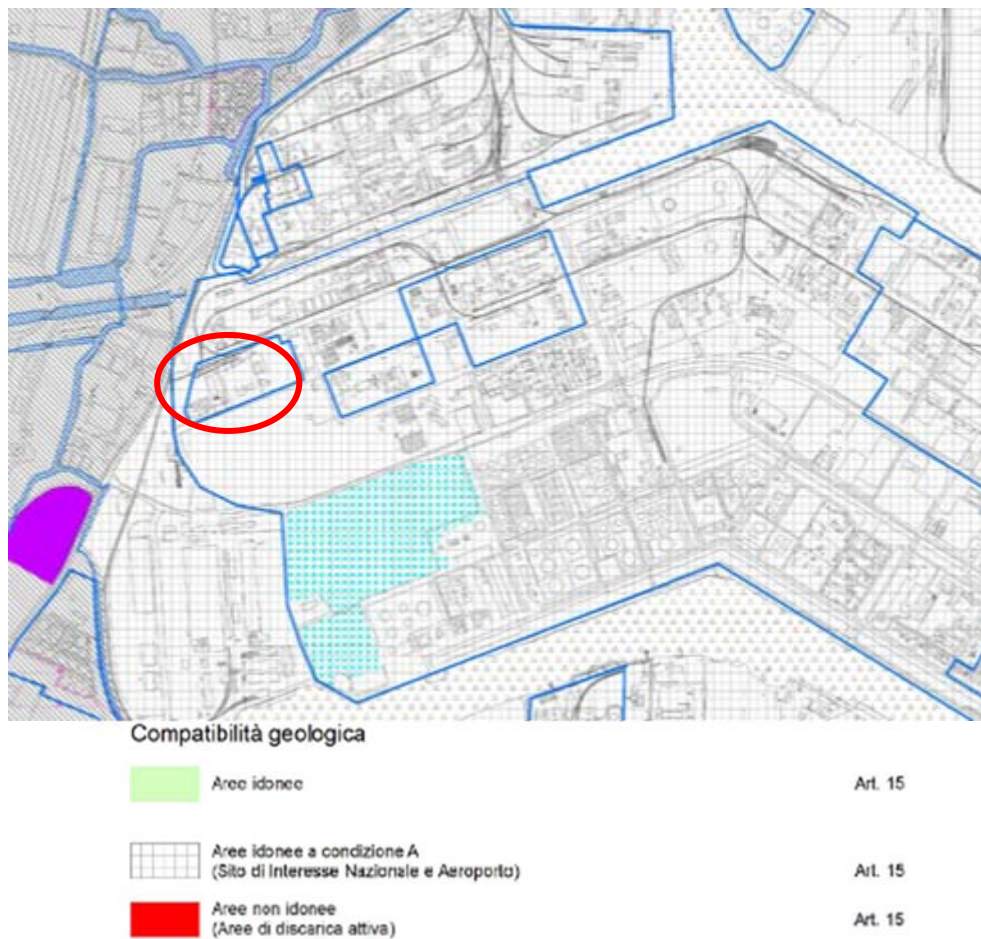 Compatibilità geologica
Aree idonee
Art. 15
Aree idonee a condizione A
(Sito di Interesse Nazionale e Aeroporto)
Art. 15
Aree non idonee
(Aree di discarica attiva)
Art. 15